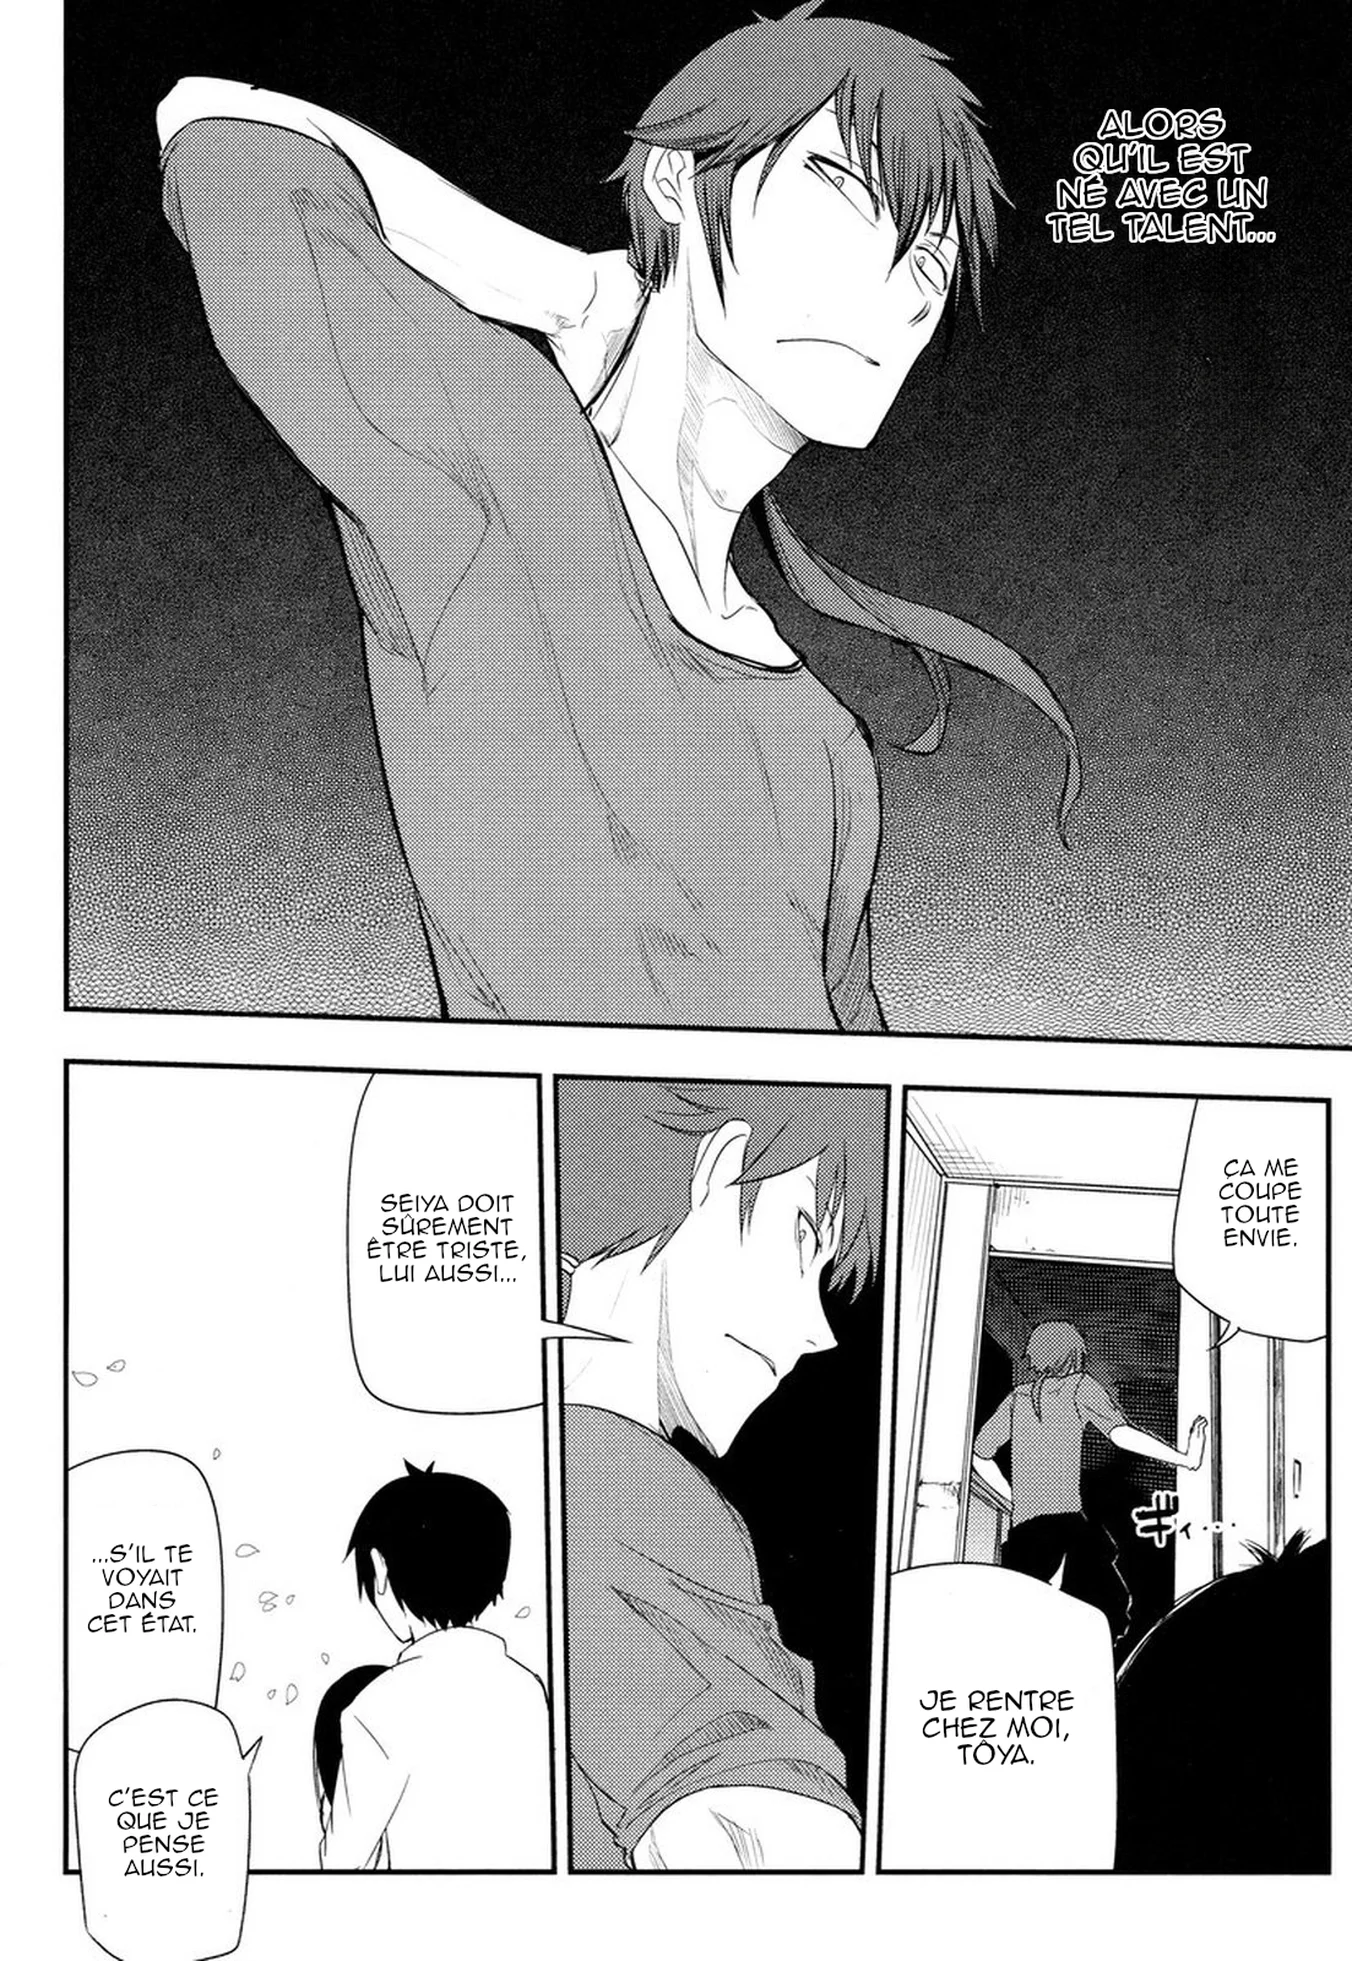 ALORS
QU'IL EST
NÉ AVEC UN
TEL TALENT...
ÇA ME
COUPE
TOUTE
ENVIE.
ギィ...
JE RENTRE
CHEZ MOI,
TÔYA.
SEIYA DOIT
SÛREMENT
ÊTRE TRISTE,
LUI AUSSI...
...S'IL TE
VOYAIT
DANS
CET ÉTAT.
C'EST CE
QUE JE
PENSE
AUSSI.